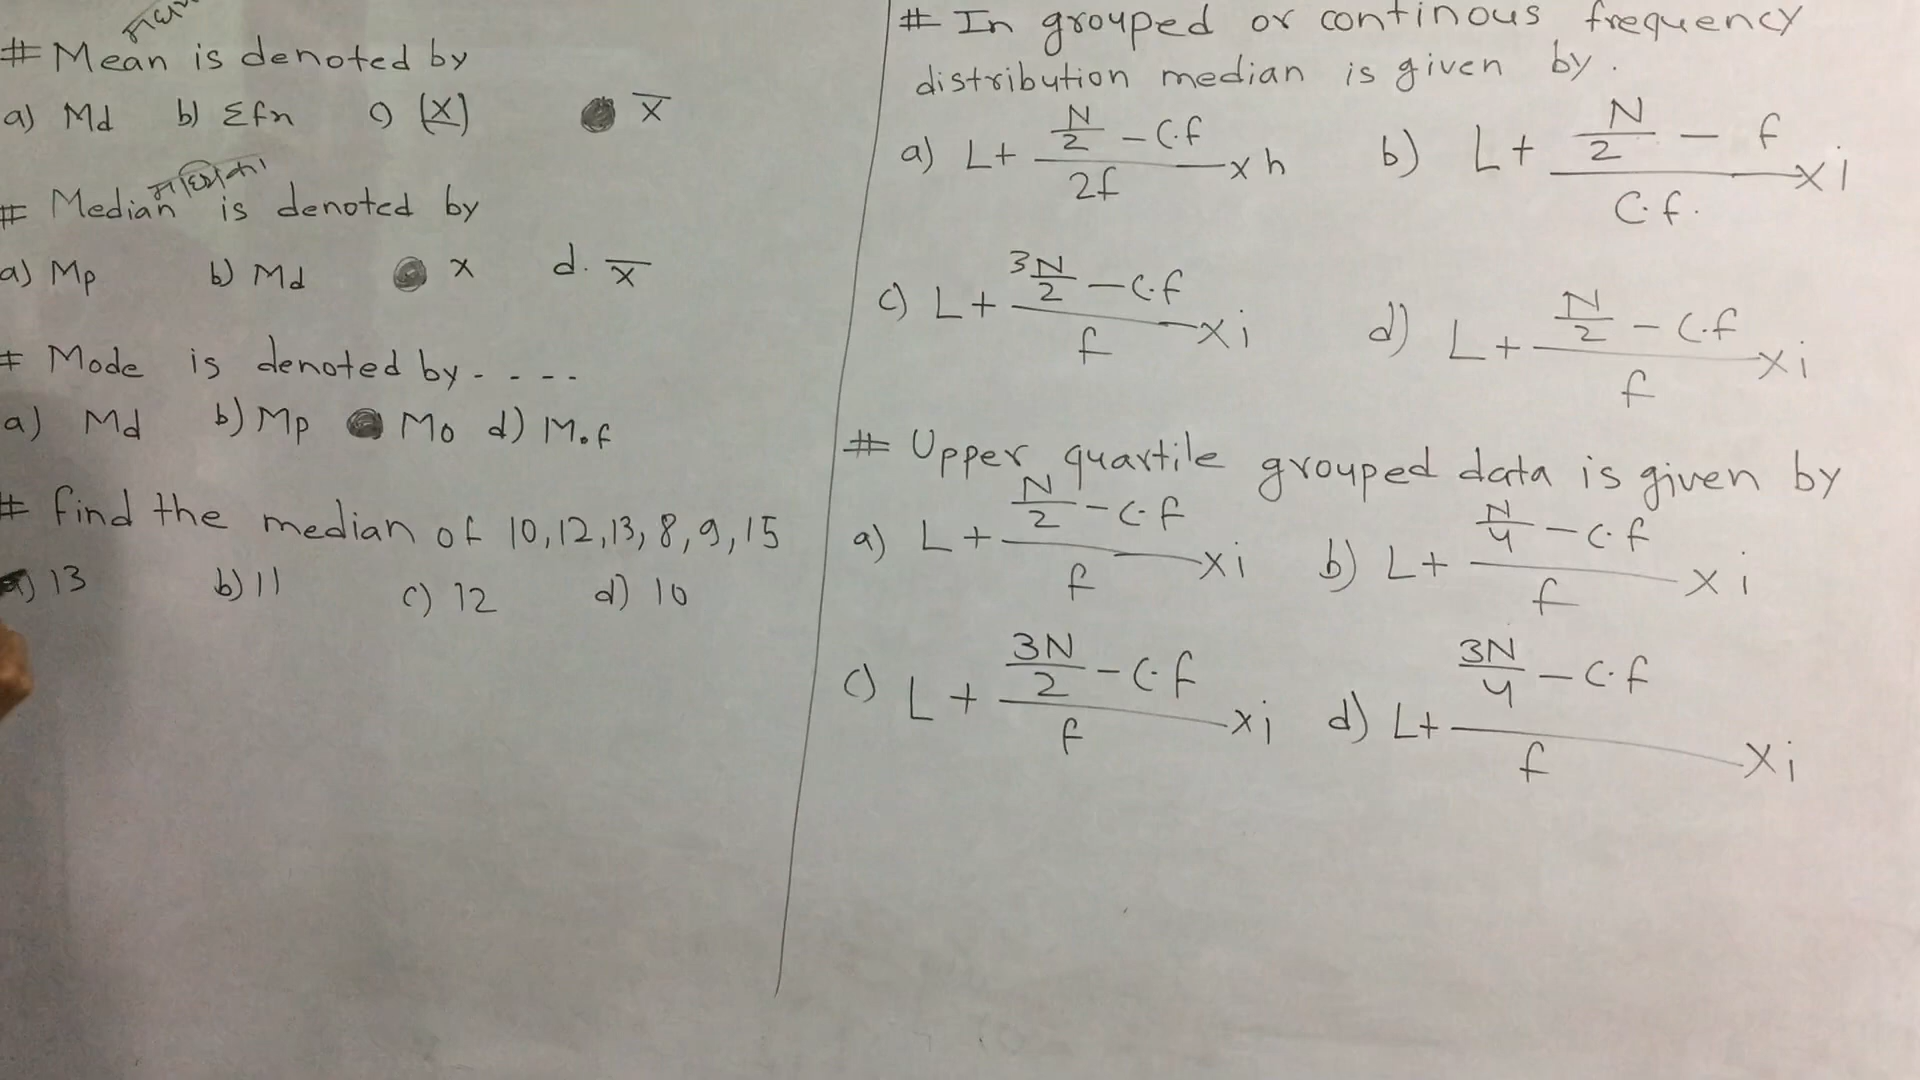 # Mean is denoted by
a) Md b) Σfx c) (X) X̅
माध्यिका
# Median is denoted by
a) Mp b) Md x d. X̅
# Mode is denoted by - - - -
a) Md b) Mp Mo d) M.f
# find the median of 10, 12, 13, 8, 9, 15
a) 13 b) 11 c) 12 d) 10
# In grouped or continous frequency
distribution median is given by.
a) L + (N/2 - C.f)/2f x h b) L + (N/2 - f)/C.f. x i
c) L + (3N/2 - C.f)/f x i d) L + (N/2 - C.f)/f x i
# Upper quartile grouped data is given by
a) L + (N/2 - C.f)/f x i b) L + (N/4 - C.f)/f x i
c) L + (3N/2 - C.f)/f x i d) L + (3N/4 - C.f)/f x i